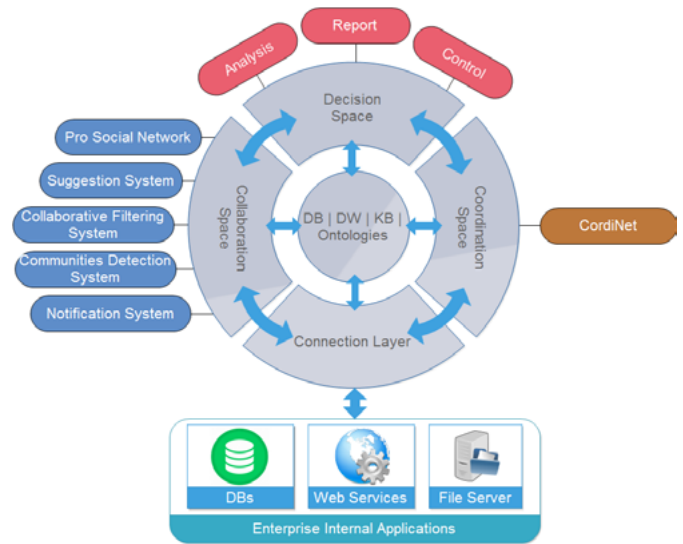 Report
Analysis
Control
Decision
Space
Pro Social Network
Suggestion System
Collaborative Filtering
System
Communities Detection
System
Notification System
Collaboration
Space
DB | DW | KB |
Ontologies
Coordination
Space
CordiNet
Connection Layer
DBs
Web Services
File Server
Enterprise Internal Applications